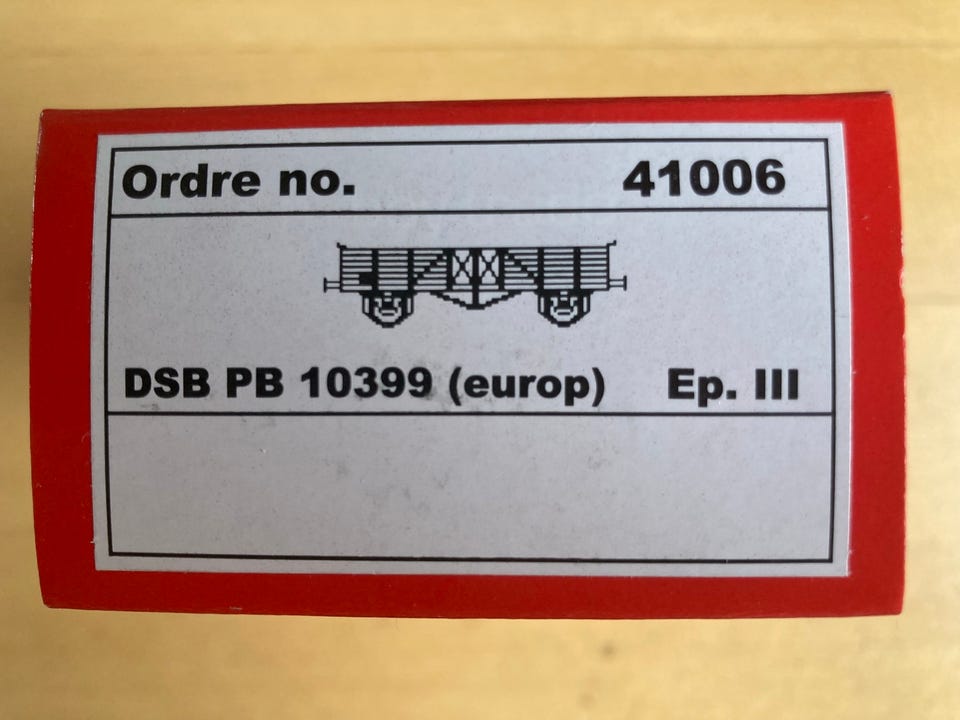 Ordre no. 41006
DSB PB 10399 (europ) Ep. III